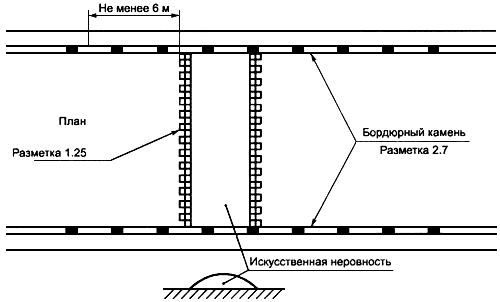 Не менее 6 м
План
Разметка 1.25
Бордюрный камень
Разметка 2.7
Искусственная неровность